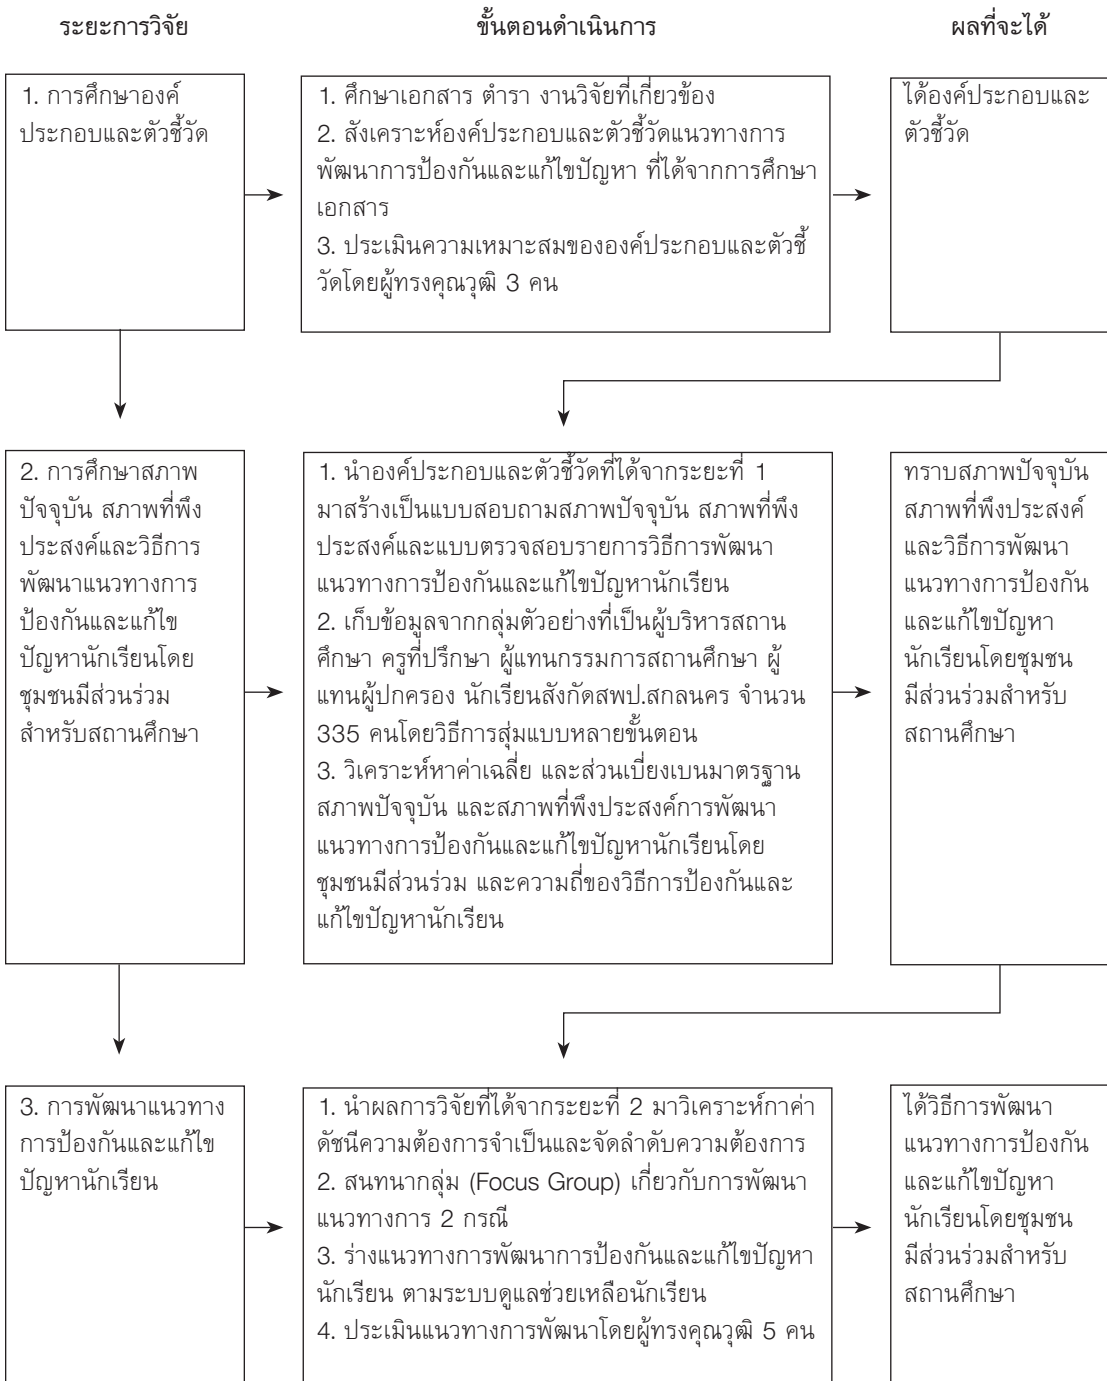 ระยะการวิจัย
ขั้นตอนดำเนินการ
ผลที่จะได้
1. การศึกษาองค์
ประกอบและตัวชี้วัด
1. ศึกษาเอกสาร ตำรา งานวิจัยที่เกี่ยวข้อง
2. สังเคราะห์องค์ประกอบและตัวชี้วัดแนวทางการ
พัฒนาการป้องกันและแก้ไขปัญหา ที่ได้จากการศึกษา
เอกสาร
3. ประเมินความเหมาะสมขององค์ประกอบและตัวชี้
วัดโดยผู้ทรงคุณวุฒิ 3 คน
ได้องค์ประกอบและ
ตัวชี้วัด
2. การศึกษาสภาพ
ปัจจุบัน สภาพที่พึง
ประสงค์และวิธีการ
พัฒนาแนวทางการ
ป้องกันและแก้ไข
ปัญหานักเรียนโดย
ชุมชนมีส่วนร่วม
สำหรับสถานศึกษา
1. นำองค์ประกอบและตัวชี้วัดที่ได้จากระยะที่ 1
มาสร้างเป็นแบบสอบถามสภาพปัจจุบัน สภาพที่พึง
ประสงค์และแบบตรวจสอบรายการวิธีการพัฒนา
แนวทางการป้องกันและแก้ไขปัญหานักเรียน
2. เก็บข้อมูลจากกลุ่มตัวอย่างที่เป็นผู้บริหารสถาน
ศึกษา ครูที่ปรึกษา ผู้แทนกรรมการสถานศึกษา ผู้
แทนผู้ปกครอง นักเรียนสังกัดสพป.สกลนคร จำนวน
335 คนโดยวิธีการสุ่มแบบหลายขั้นตอน
3. วิเคราะห์หาค่าเฉลี่ย และส่วนเบี่ยงเบนมาตรฐาน
สภาพปัจจุบัน และสภาพที่พึงประสงค์การพัฒนา
แนวทางการป้องกันและแก้ไขปัญหานักเรียนโดย
ชุมชนมีส่วนร่วม และความถี่ของวิธีการป้องกันและ
แก้ไขปัญหานักเรียน
ทราบสภาพปัจจุบัน
สภาพที่พึงประสงค์
และวิธีการพัฒนา
แนวทางการป้องกัน
และแก้ไขปัญหา
นักเรียนโดยชุมชน
มีส่วนร่วมสำหรับ
สถานศึกษา
3. การพัฒนาแนวทาง
การป้องกันและแก้ไข
ปัญหานักเรียน
1. นำผลการวิจัยที่ได้จากระยะที่ 2 มาวิเคราะห์กาค่า
ดัชนีความต้องการจำเป็นและจัดลำดับความต้องการ
2. สนทนากลุ่ม (Focus Group) เกี่ยวกับการพัฒนา
แนวทางการ 2 กรณี
3. ร่างแนวทางการพัฒนาการป้องกันและแก้ไขปัญหา
นักเรียน ตามระบบดูแลช่วยเหลือนักเรียน
4. ประเมินแนวทางการพัฒนาโดยผู้ทรงคุณวุฒิ 5 คน
ได้วิธีการพัฒนา
แนวทางการป้องกัน
และแก้ไขปัญหา
นักเรียนโดยชุมชน
มีส่วนร่วมสำหรับ
สถานศึกษา